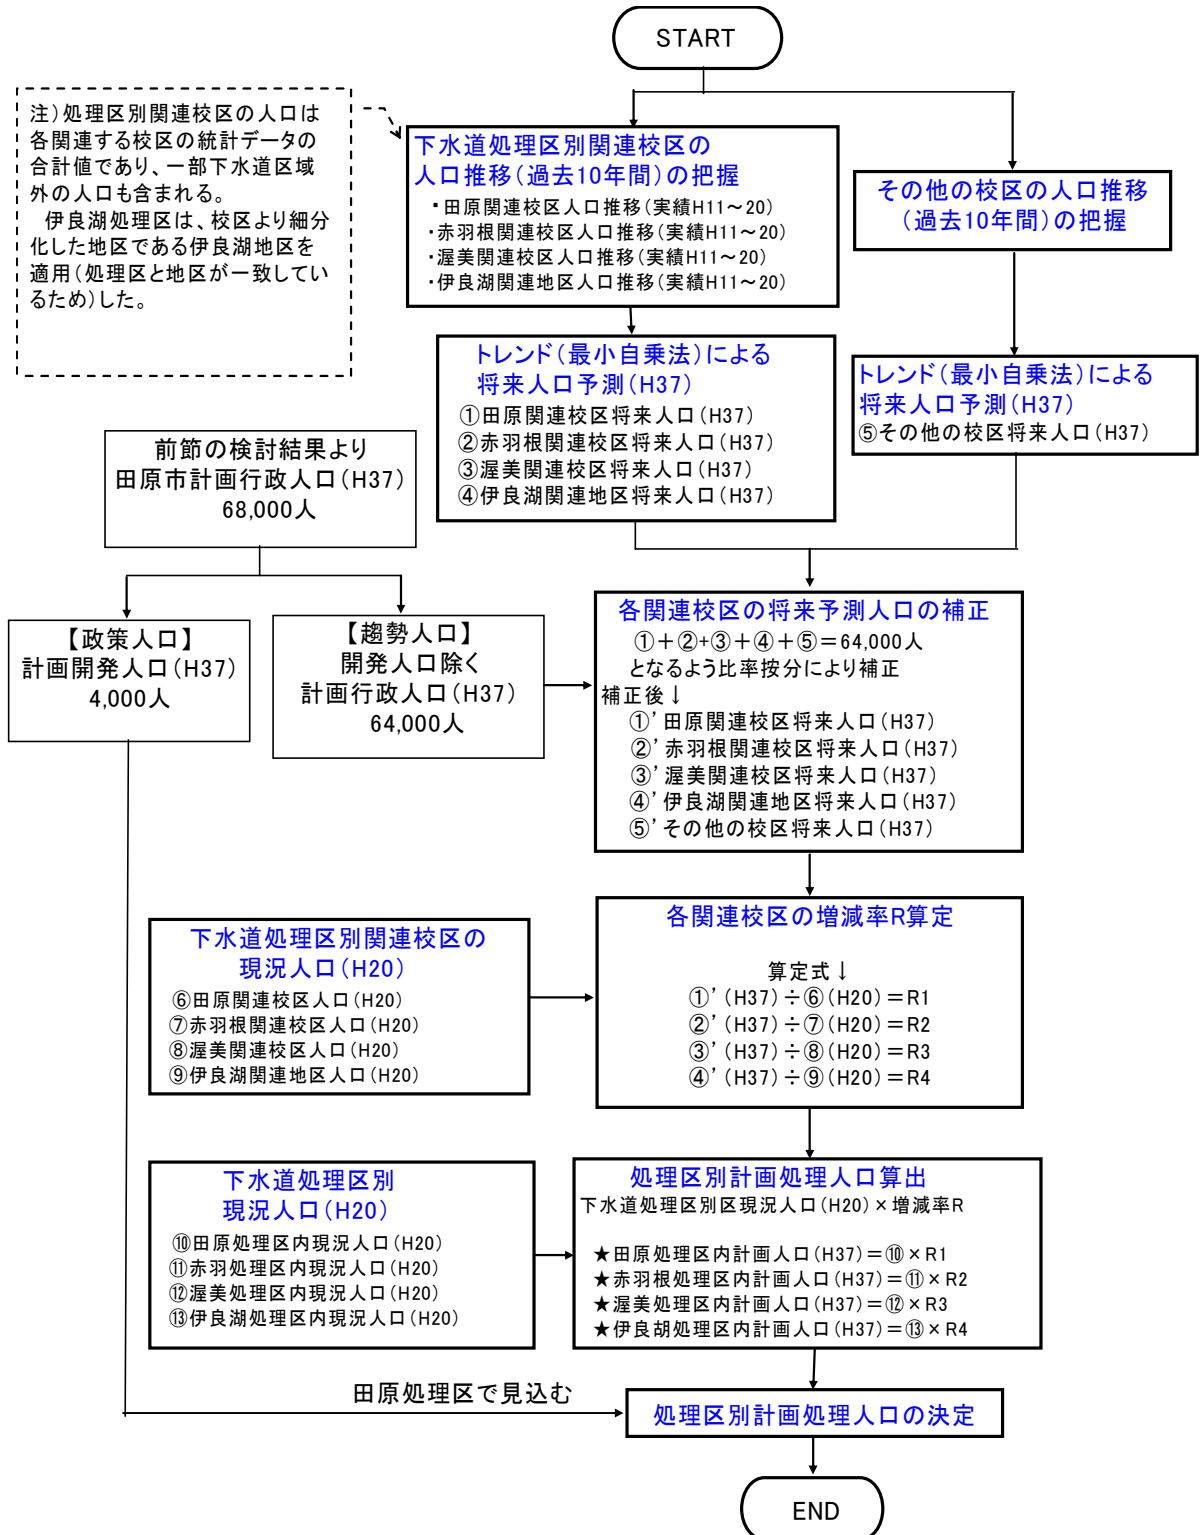 START
注)処理区別関連校区の人口は
各関連する校区の統計データの
合計値であり、一部下水道区域
外の人口も含まれる。
　伊良湖処理区は、校区より細分
化した地区である伊良湖地区を
適用(処理区と地区が一致してい
るため)した。
下水道処理区別関連校区の
人口推移(過去10年間)の把握
・田原関連校区人口推移(実績H11～20)
・赤羽根関連校区人口推移(実績H11～20)
・渥美関連校区人口推移(実績H11～20)
・伊良湖関連地区人口推移(実績H11～20)
その他の校区の人口推移
(過去10年間)の把握
トレンド(最小自乗法)による
将来人口予測(H37)
①田原関連校区将来人口(H37)
②赤羽根関連校区将来人口(H37)
③渥美関連校区将来人口(H37)
④伊良湖関連地区将来人口(H37)
トレンド(最小自乗法)による
将来人口予測(H37)
⑤その他の校区将来人口(H37)
前節の検討結果より
田原市計画行政人口(H37)
68,000人
【政策人口】
計画開発人口(H37)
4,000人
【趨勢人口】
開発人口除く
計画行政人口(H37)
64,000人
各関連校区の将来予測人口の補正
①+②+③+④+⑤=64,000人
となるよう比率按分により補正
補正後↓
①’田原関連校区将来人口(H37)
②’赤羽根関連校区将来人口(H37)
③’渥美関連校区将来人口(H37)
④’伊良湖関連地区将来人口(H37)
⑤’その他の校区将来人口(H37)
下水道処理区別関連校区の
現況人口(H20)
⑥田原関連校区人口(H20)
⑦赤羽根関連校区人口(H20)
⑧渥美関連校区人口(H20)
⑨伊良湖関連地区人口(H20)
各関連校区の増減率R算定
算定式↓
①’(H37)÷⑥(H20)=R1
②’(H37)÷⑦(H20)=R2
③’(H37)÷⑧(H20)=R3
④’(H37)÷⑨(H20)=R4
下水道処理区別
現況人口(H20)
⑩田原処理区内現況人口(H20)
⑪赤羽処理区内現況人口(H20)
⑫渥美処理区内現況人口(H20)
⑬伊良湖処理区内現況人口(H20)
処理区別計画処理人口算出
下水道処理区別区現況人口(H20)×増減率R
★田原処理区内計画人口(H37)=⑩×R1
★赤羽根処理区内計画人口(H37)=⑪×R2
★渥美処理区内計画人口(H37)=⑫×R3
★伊良胡処理区内計画人口(H37)=⑬×R4
田原処理区で見込む
処理区別計画処理人口の決定
END